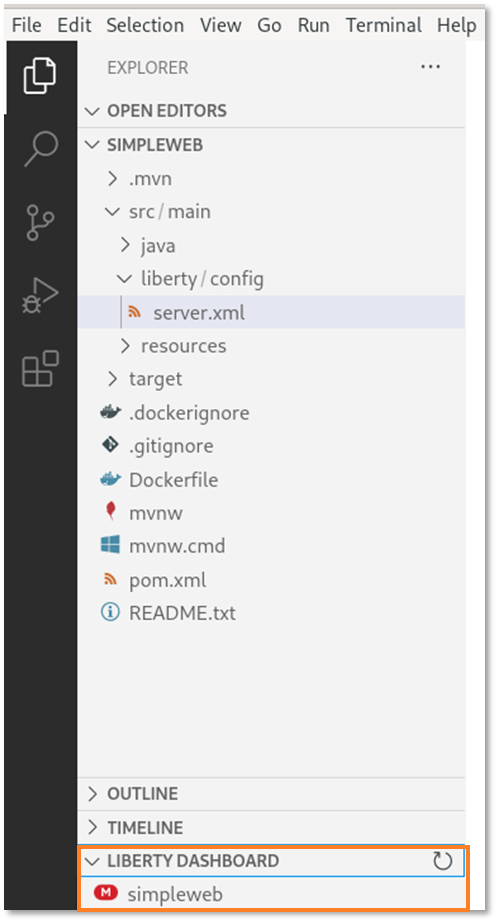 File Edit Selection View Go Run Terminal Help
EXPLORER ...
OPEN EDITORS
SIMPLEWEB
.mvn
src / main
java
liberty / config
server.xml
resources
target
.dockerignore
.gitignore
Dockerfile
mvnw
mvnw.cmd
pom.xml
README.txt
OUTLINE
TIMELINE
LIBERTY DASHBOARD
M simpleweb